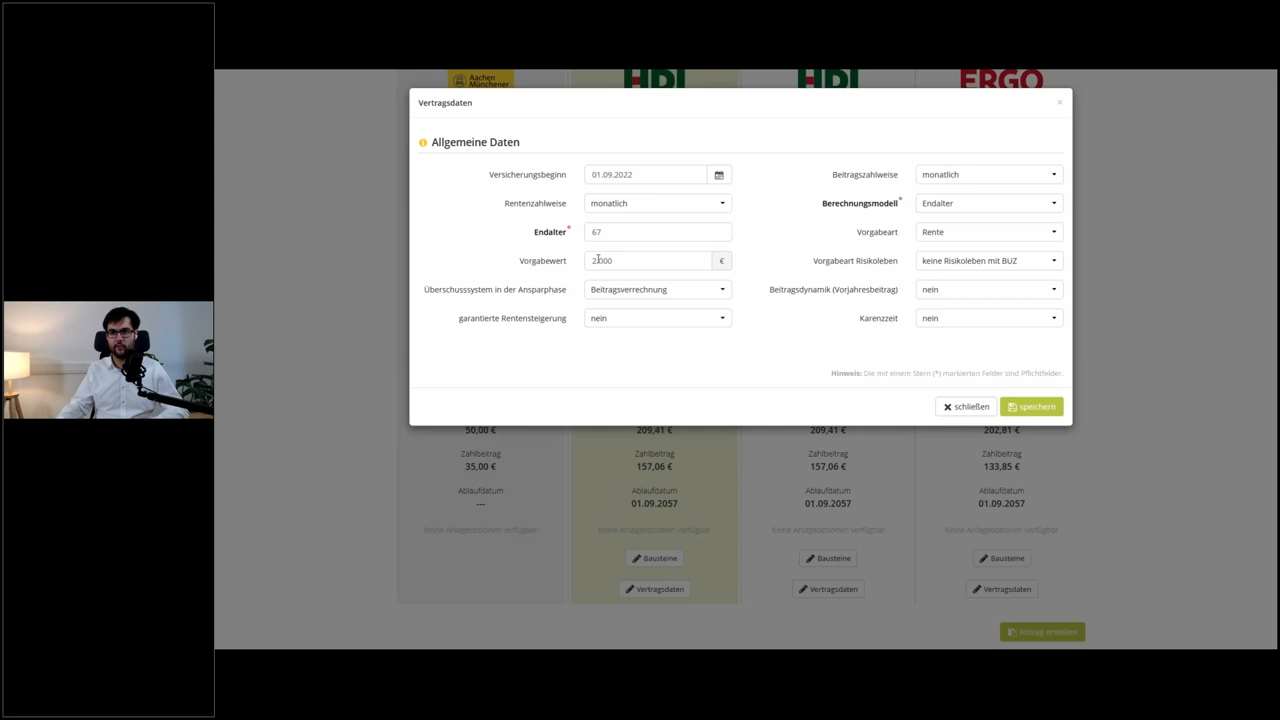 Aachen
Münchener
HDI
HDI
ERGO
Vertragsdaten
×
Allgemeine Daten
Versicherungsbeginn 01.09.2022 Beitragszahlweise monatlich
Rentenzahlweise monatlich Berechnungsmodell* Endalter
Endalter* 67 Vorgabeart Rente
Vorgabewert 2.000 € Vorgabeart Risikoleben keine Risikoleben mit BUZ
Überschusssystem in der Ansparphase Beitragsverrechnung Beitragsdynamik (Vorjahresbeitrag) nein
garantierte Rentensteigerung nein Karenzzeit nein
Hinweis: Die mit einem Stern (*) markierten Felder sind Pflichtfelder.
schließen speichern
50,00 € 209,41 € 209,41 € 202,81 €
Zahlbeitrag Zahlbeitrag Zahlbeitrag Zahlbeitrag
35,00 € 157,06 € 157,06 € 133,85 €
Ablaufdatum Ablaufdatum Ablaufdatum Ablaufdatum
--- 01.09.2057 01.09.2057 01.09.2057
Keine Anlageoptionen verfügbar Keine Anlageoptionen verfügbar Keine Anlageoptionen verfügbar Keine Anlageoptionen verfügbar
Bausteine Bausteine Bausteine
Vertragsdaten Vertragsdaten Vertragsdaten
Antrag erstellen